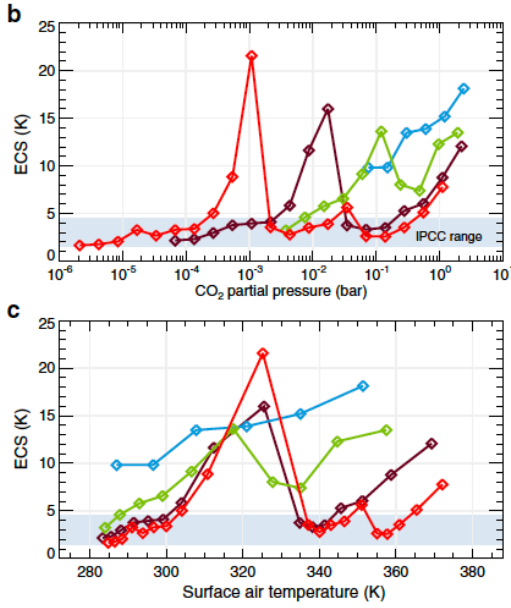 b
25
20
15
10
5
0
ECS (K)
IPCC range
10⁻⁶ 10⁻⁵ 10⁻⁴ 10⁻³ 10⁻² 10⁻¹ 10⁰
CO₂ partial pressure (bar)
c
25
20
15
10
5
0
ECS (K)
280 300 320 340 360 380
Surface air temperature (K)